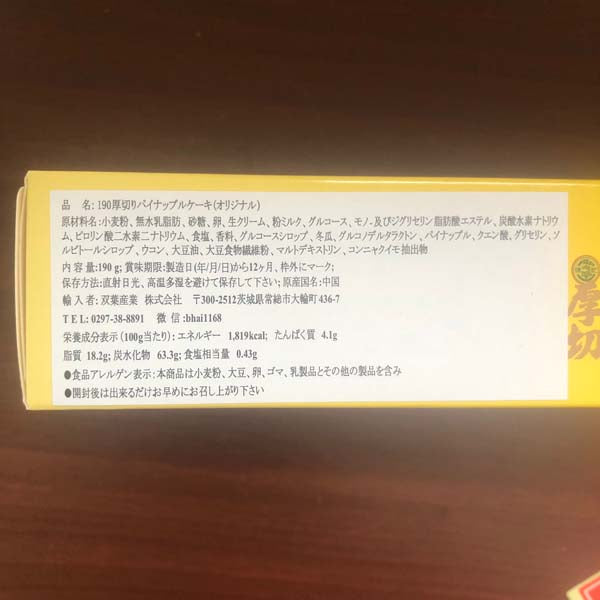 品 名: 190厚切りパイナップルケーキ(オリジナル)
原材料名:小麦粉、無水乳脂肪、砂糖、卵、生クリーム、粉ミルク、グルコース、モノ-及びジグリセリン脂肪酸エステル、炭酸水素ナトリウ
ム、ピロリン酸二水素二ナトリウム、食塩、香料、グルコースシロップ、冬瓜、グルコノデルタラクトン、パイナップル、クエン酸、グリセリン、ソ
ルビトールシロップ、ウコン、大豆油、大豆食物繊維粉、マルトデキストリン、コンニャクイモ抽出物
内 容 量:190 g; 賞味期限:製造日(年/月/日)から12ヶ月、枠外にマーク;
保存方法:直射日光、高温多湿を避けて保存して下さい; 原産国名:中国
輸 入 者: 双葉産業 株式会社 〒300-2512茨城県常総市大輪町436-7
T E L: 0297-38-8891 微 信 :bhai1168
栄養成分表示 (100g当たり): エネルギー 1,819kcal; たんぱく質 4.1g
脂質 18.2g; 炭水化物 63.3g; 食塩相当量 0.43g
●食品アレルゲン表示:本商品は小麦粉、大豆、卵、ゴマ、乳製品とその他の製品を含み
●開封後は出来るだけお早めにお召し上がり下さい
厚切